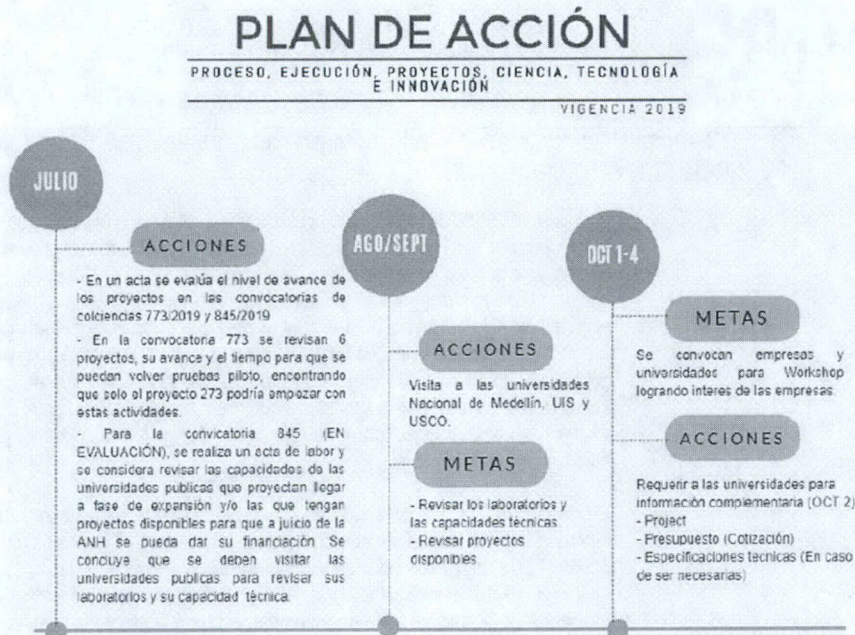 PLAN DE ACCIÓN
PROCESO, EJECUCIÓN, PROYECTOS, CIENCIA, TECNOLOGÍA
E INNOVACIÓN
VIGENCIA 2019
JULIO
ACCIONES
- En un acta se evalúa el nivel de avance de
los proyectos en las convocatorias de
colciencias 773/2019 y 845/2019
- En la convocatoria 773 se revisan 6
proyectos, su avance y el tiempo para que se
puedan volver pruebas piloto, encontrando
que solo el proyecto 273 podría empezar con
estas actividades.
- Para la convicatoria 845 (EN
EVALUACIÓN), se realiza un acta de labor y
se considera revisar las capacidades de las
universidades publicas que proyectan llegar
a fase de expansión y/o las que tengan
proyectos disponibles para que a juicio de la
ANH se pueda dar su financiación. Se
concluye que se deben visitar las
universidades publicas para revisar sus
laboratorios y su capacidad técnica.
AGO/SEPT
ACCIONES
Visita a las universidades
Nacional de Medellín, UIS y
USCO.
METAS
- Revisar los laboratorios y
las capacidades técnicas.
- Revisar proyectos
disponibles.
OCT 1-4
METAS
Se convocan empresas y
universidades para Workshop
logrando interes de las empresas.
ACCIONES
Requerir a las universidades para
información complementaria (OCT 2)
- Project
- Presupuesto (Cotización)
- Especificaciones tecnicas (En caso
de ser necesarias)